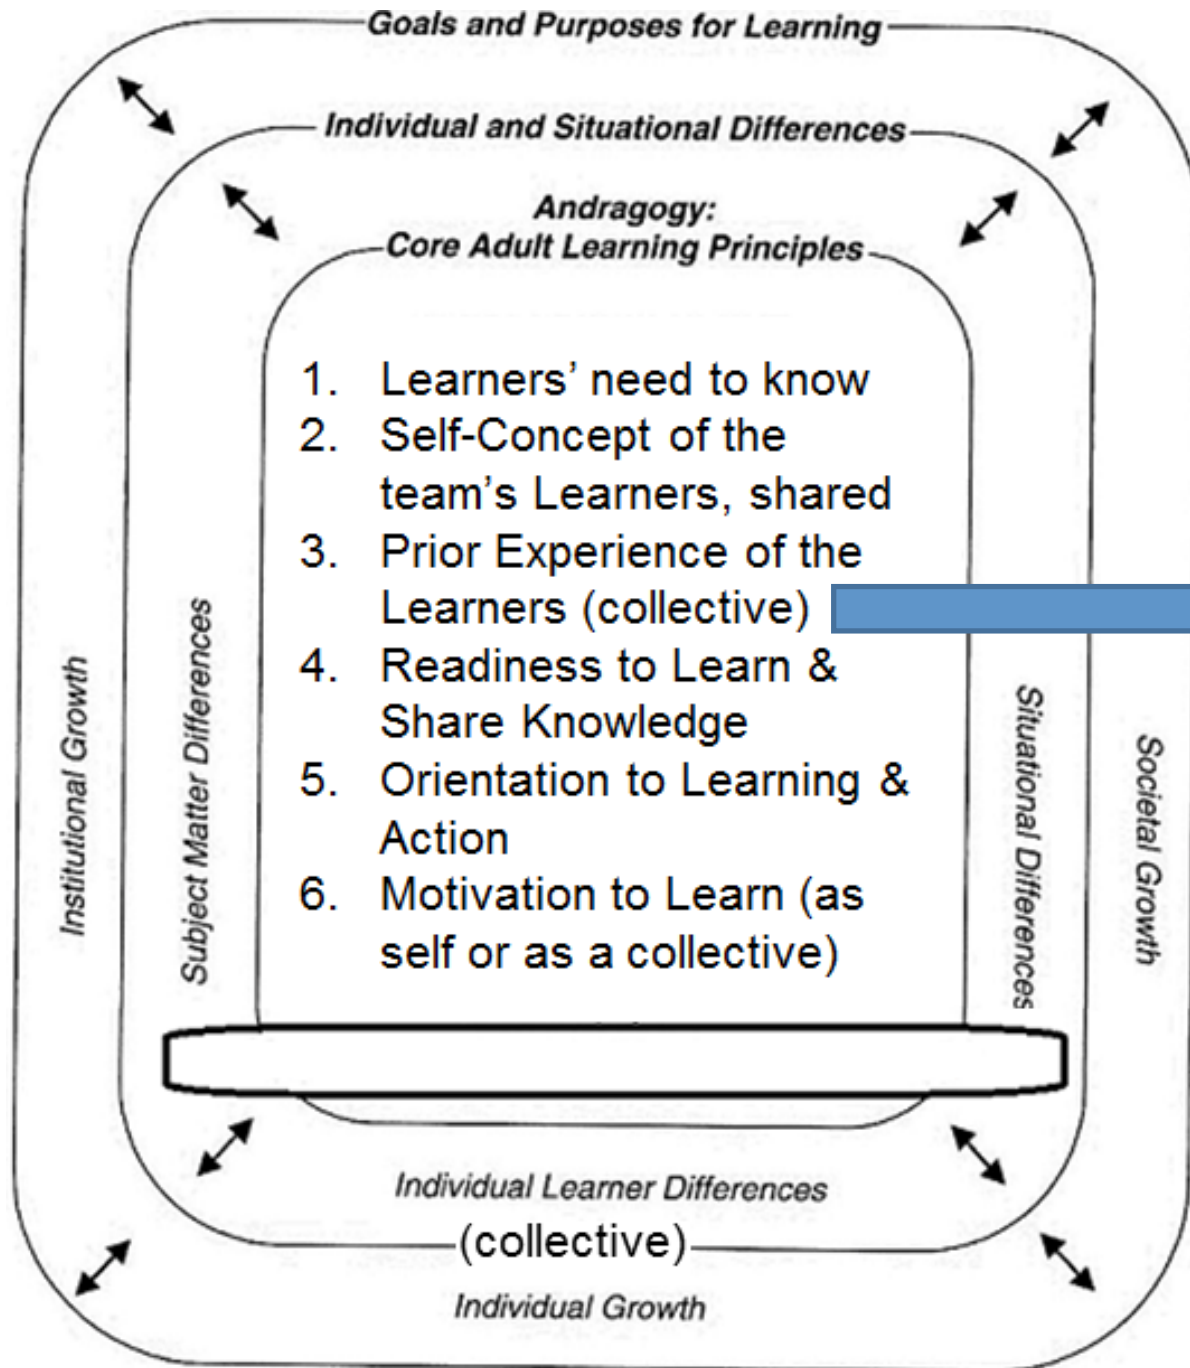 Goals and Purposes for Learning
Individual and Situational Differences
Andragogy:
Core Adult Learning Principles
1. Learners’ need to know
2. Self-Concept of the
team’s Learners, shared
3. Prior Experience of the
Learners (collective)
4. Readiness to Learn &
Share Knowledge
5. Orientation to Learning &
Action
6. Motivation to Learn (as
self or as a collective)
Institutional Growth
Subject Matter Differences
Situational Differences
Societal Growth
Individual Learner Differences
(collective)
Individual Growth